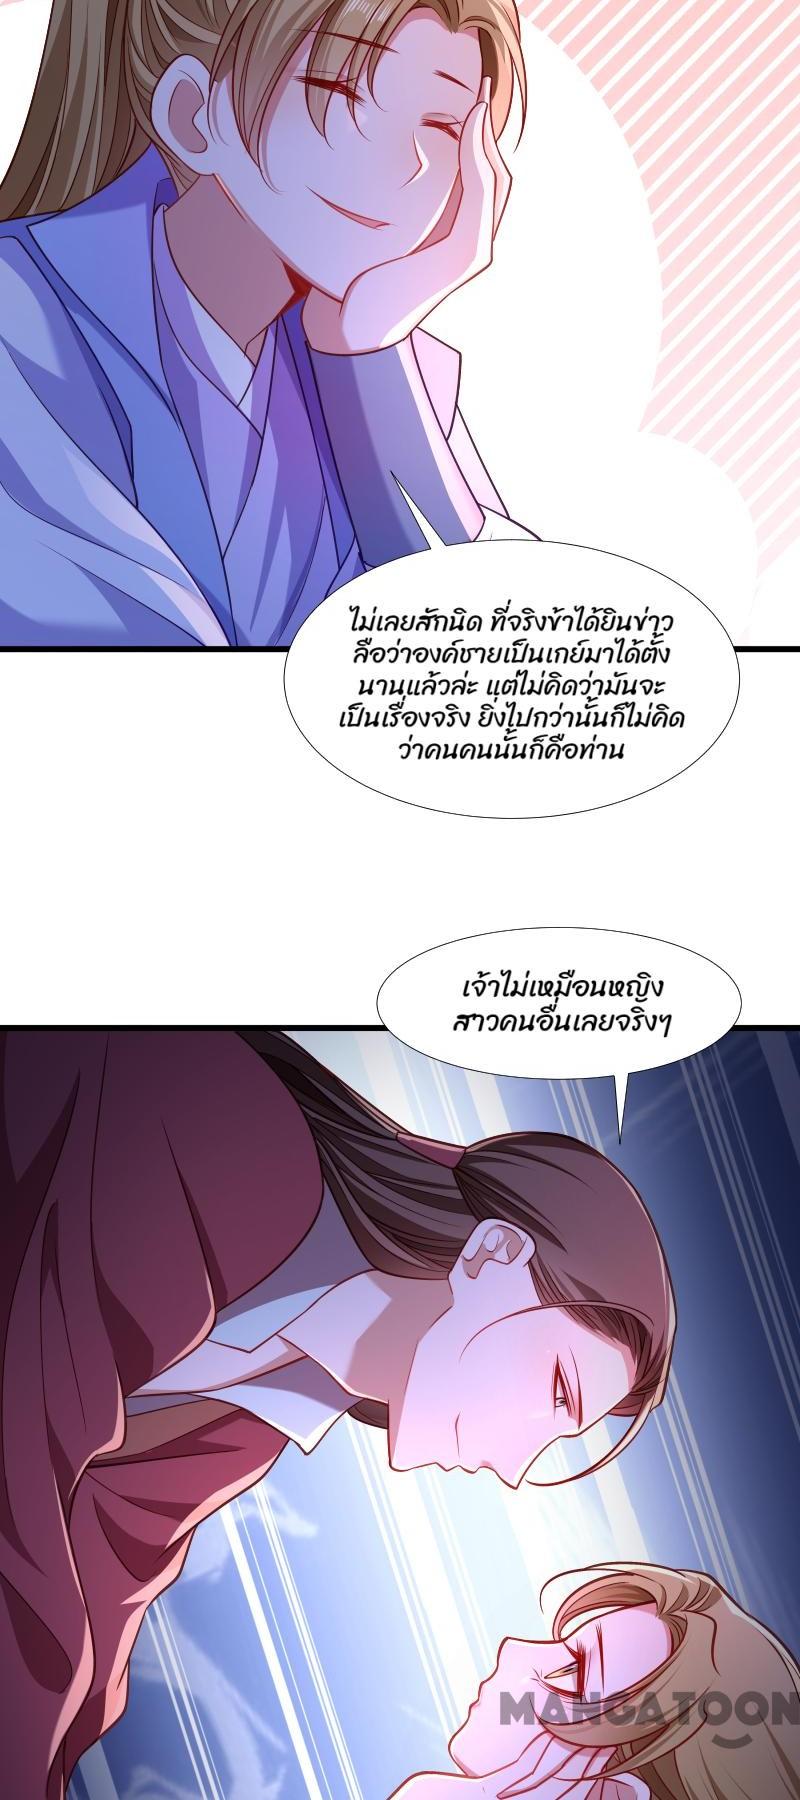 ไม่เลยสักนิด ที่จริงข้าได้ยินข่าว
ลือว่าองค์ชายเป็นเกย์มาได้ตั้ง
นานแล้วล่ะ แต่ไม่คิดว่ามันจะ
เป็นเรื่องจริง ยิ่งไปกว่านั้นก็ไม่คิด
ว่าคนคนนั้นก็คือท่าน
เจ้าไม่เหมือนหญิง
สาวคนอื่นเลยจริงๆ
MANGATOON